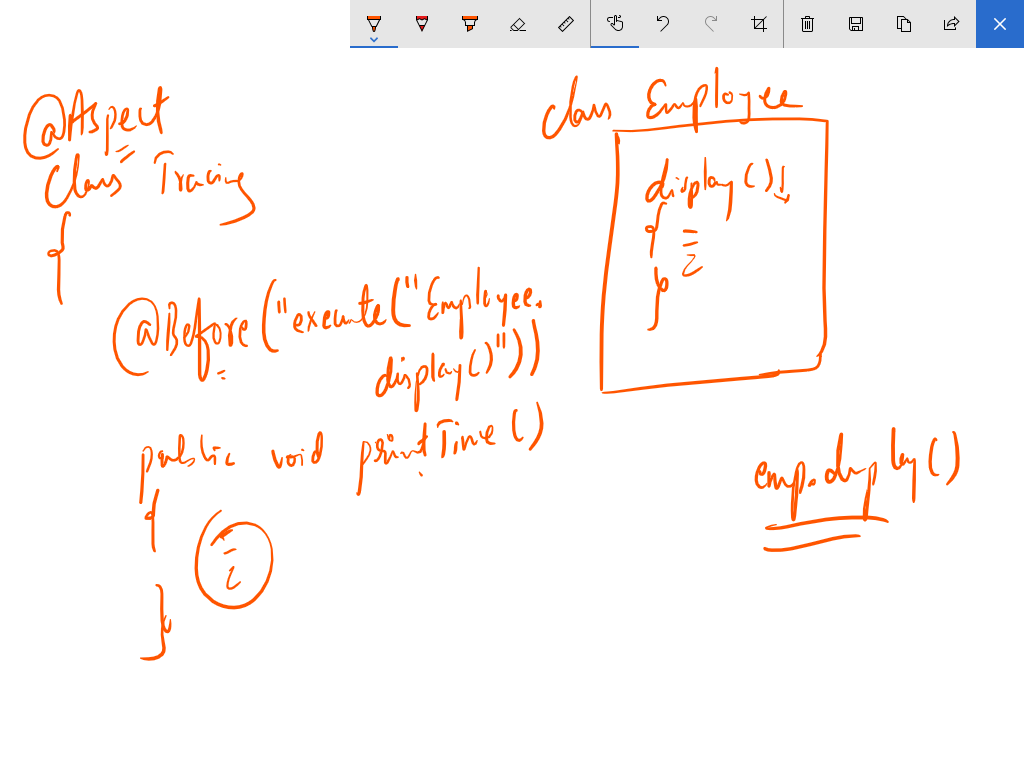 @Aspect
Class Tracing
{
@Before("execute("Employee.
display()"))
public void printTime()
{
}
class Employee
display()
{
}
emp.display()